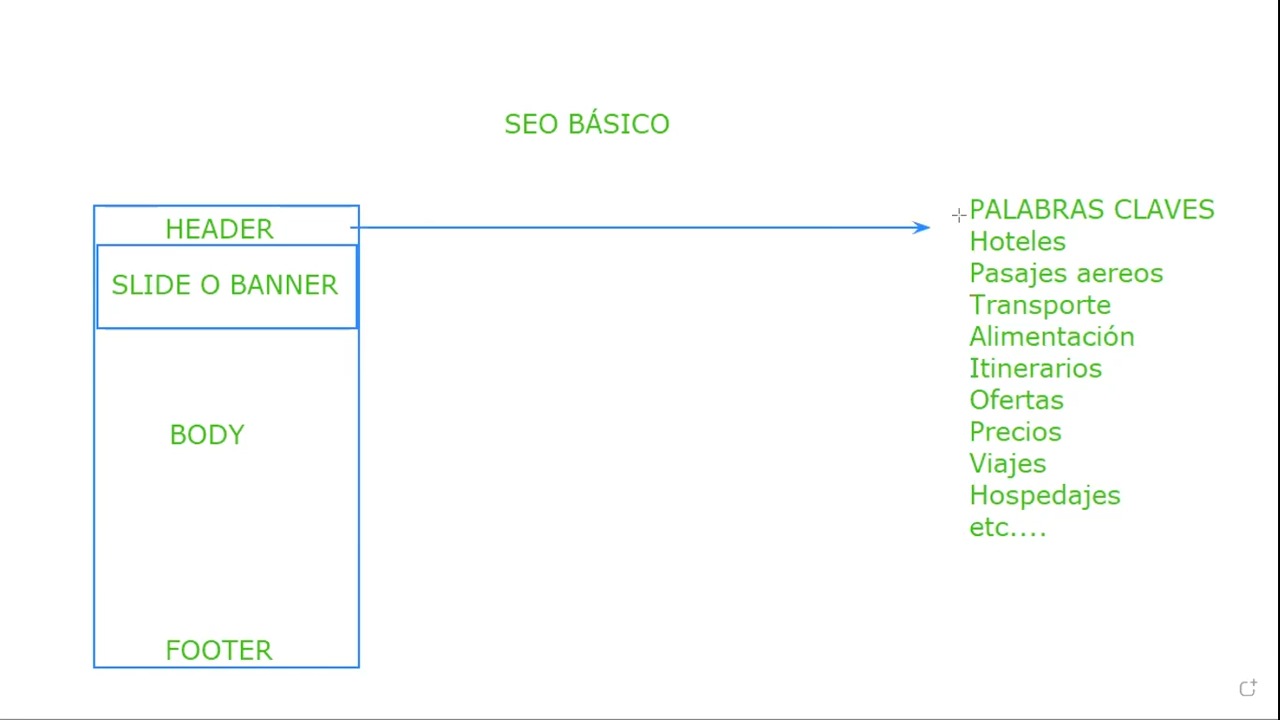 SEO BÁSICO
HEADER
SLIDE O BANNER
BODY
FOOTER
PALABRAS CLAVES
Hoteles
Pasajes aereos
Transporte
Alimentación
Itinerarios
Ofertas
Precios
Viajes
Hospedajes
etc....